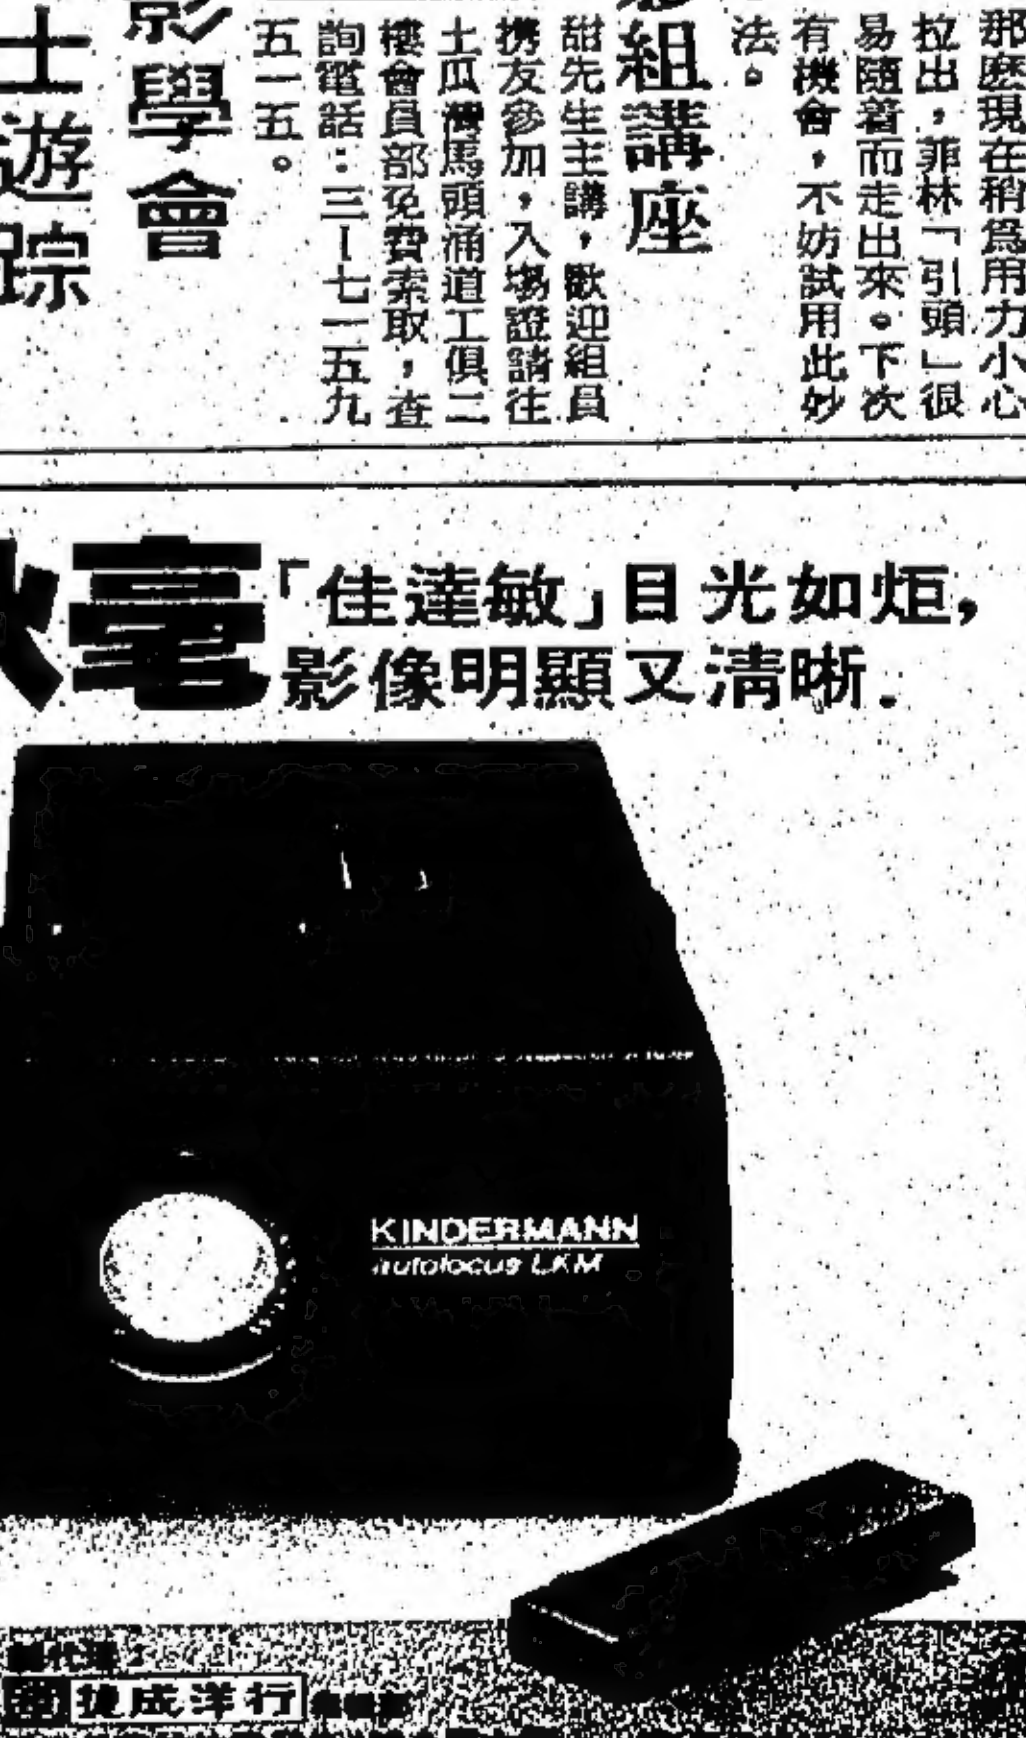 那麽現在稍爲用力小心
拉出，菲林「引頭」很
易隨着而走出來。下次
有機會，不妨試用此妙
法。
組講座
甜先生主講，歡迎組員
携友參加，入場證請往
土瓜灣馬頭涌道工俱二
樓會員部免費索取，查
詢電話：三—七一五九
五一五。
影學會
士遊踪
毫
「佳達敏」目光如炬，
影像明顯又清晰.
KINDERMANN
autofocus LKM
捷成洋行